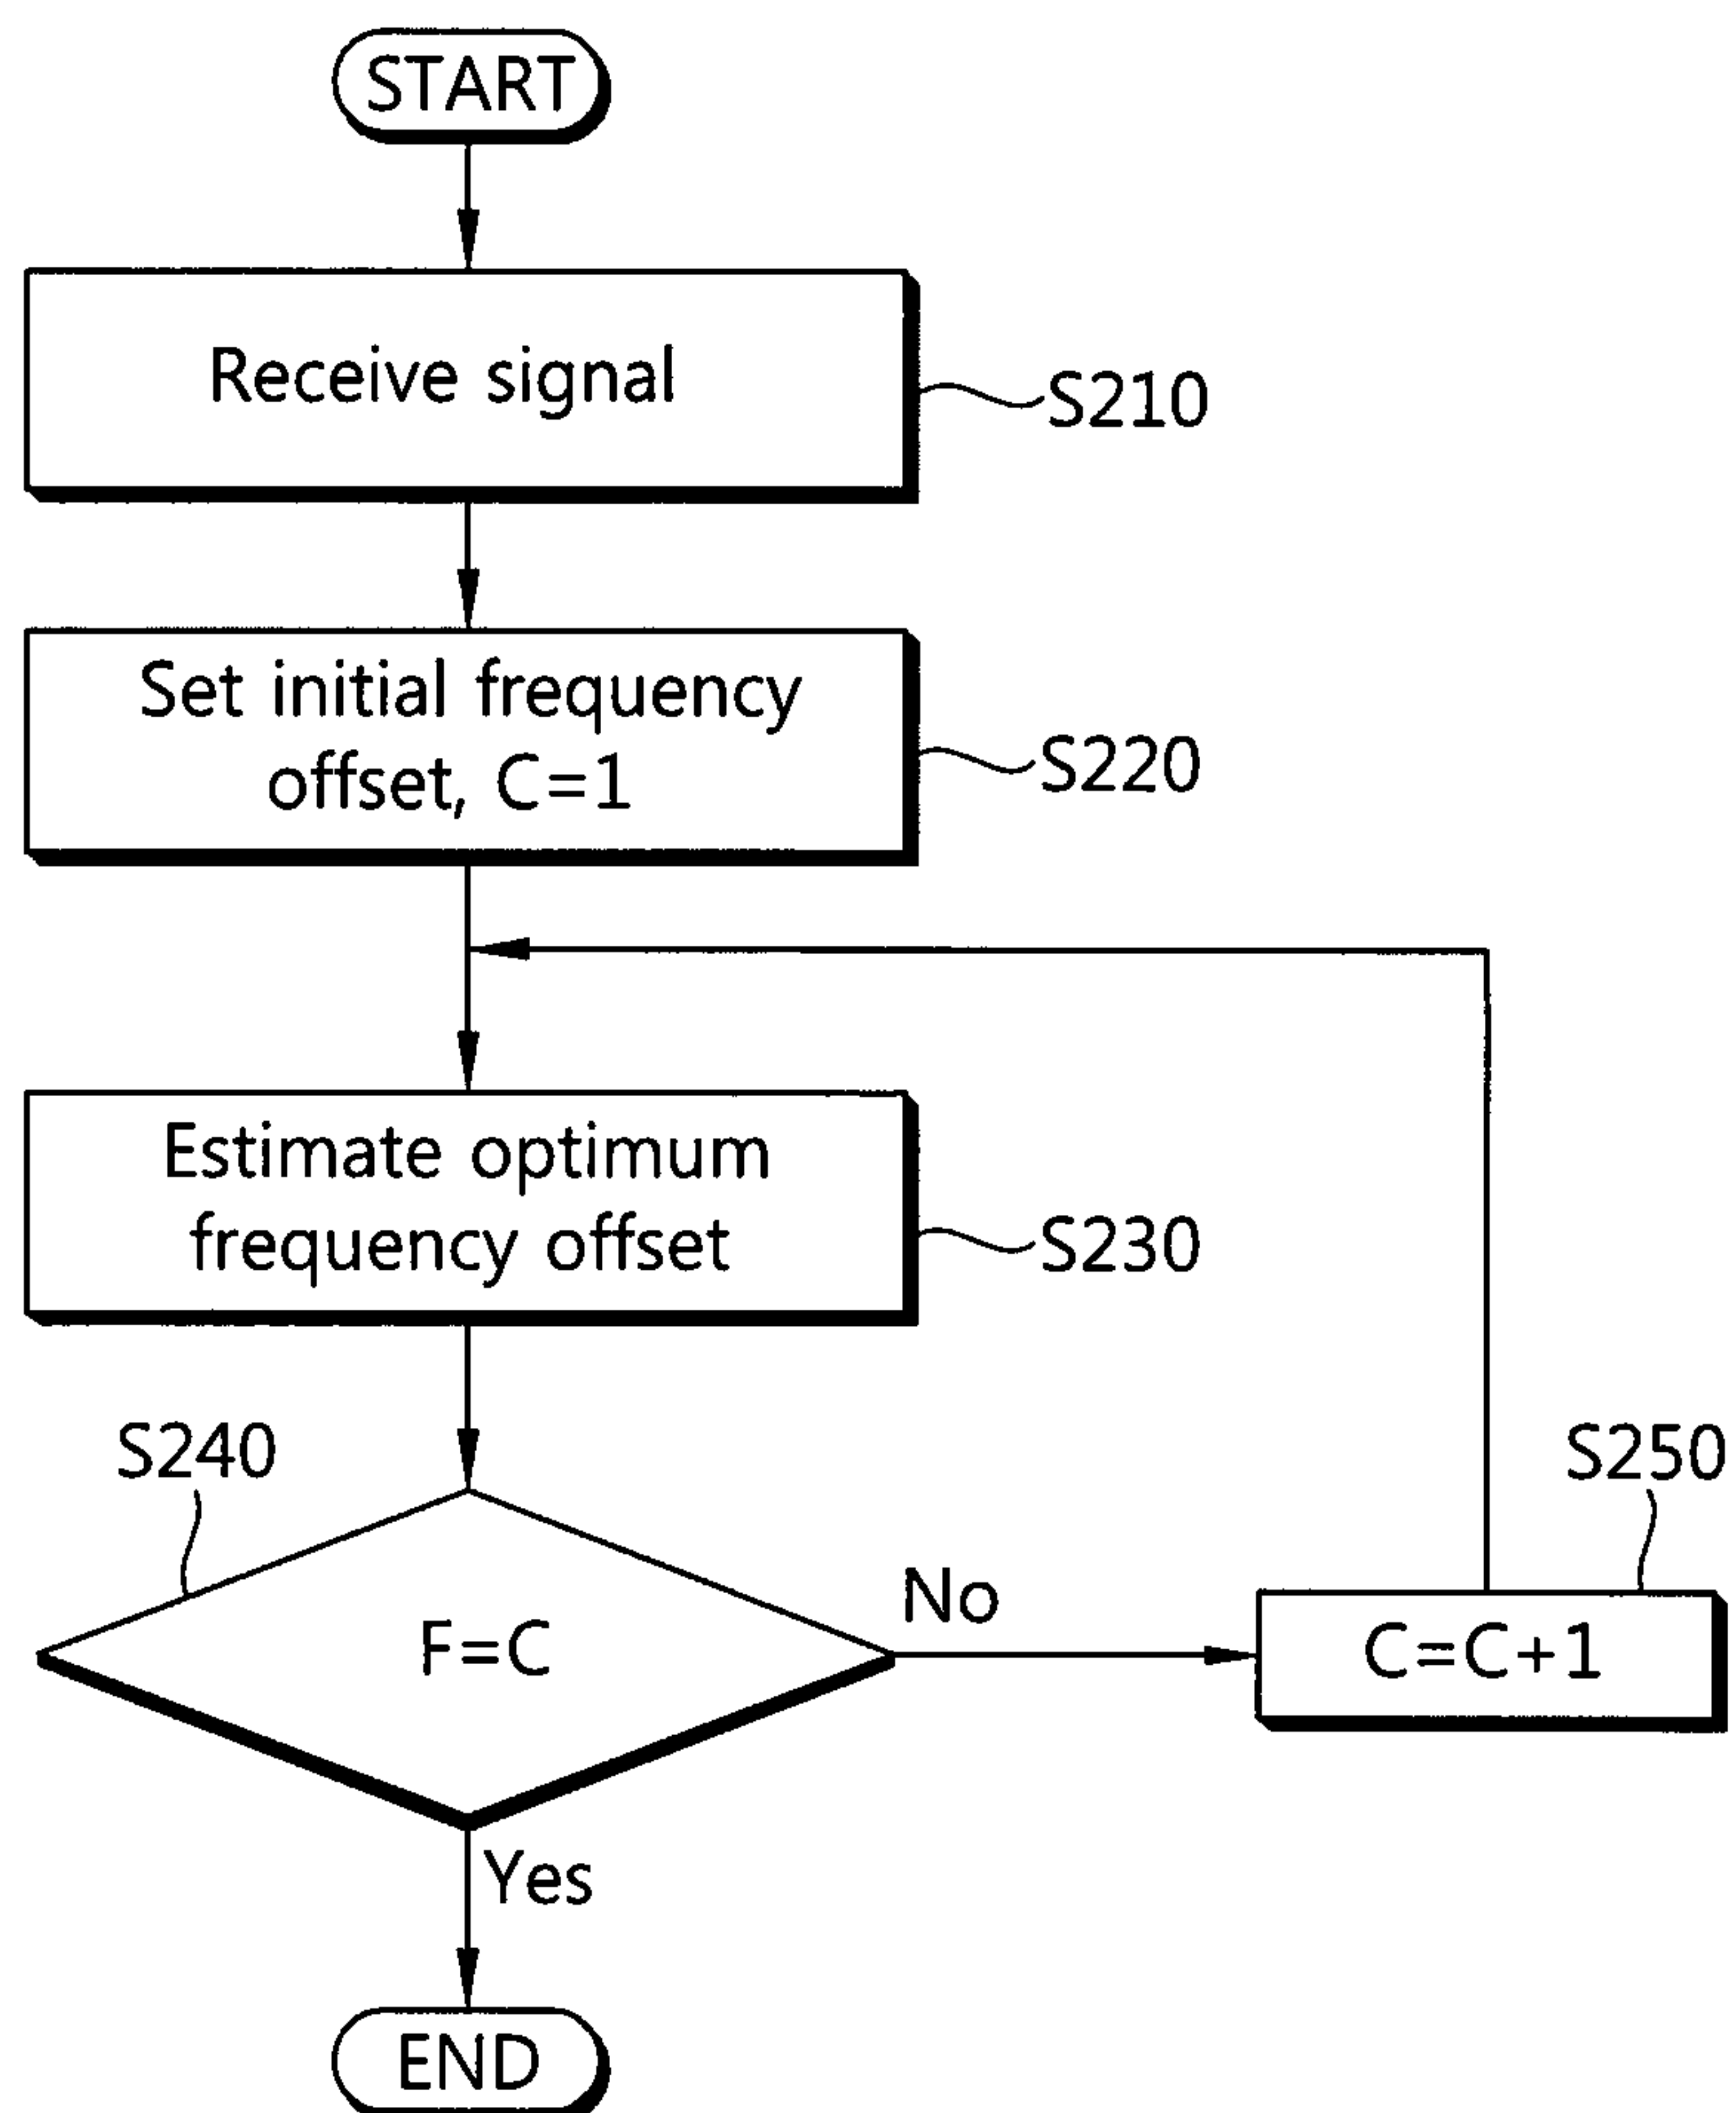 START
Receive signal
S210
Set initial frequency
offset, C=1
S220
Estimate optimum
frequency offset
S230
S240
F=C
No
S250
C=C+1
Yes
END